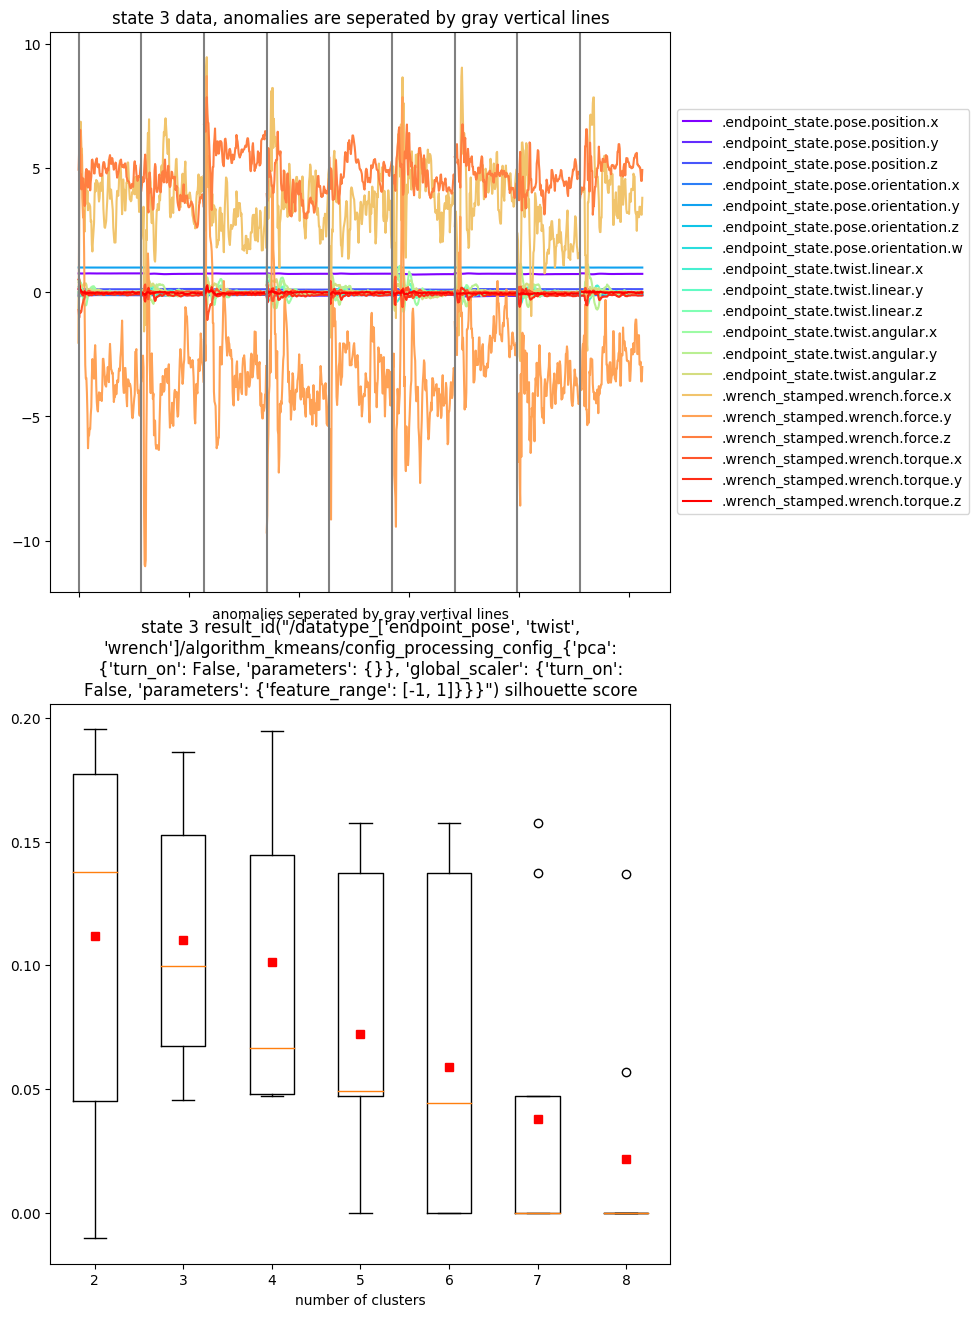 state 3 data, anomalies are seperated by gray vertical lines
10
5
0
−5
−10
.endpoint_state.pose.position.x
.endpoint_state.pose.position.y
.endpoint_state.pose.position.z
.endpoint_state.pose.orientation.x
.endpoint_state.pose.orientation.y
.endpoint_state.pose.orientation.z
.endpoint_state.pose.orientation.w
.endpoint_state.twist.linear.x
.endpoint_state.twist.linear.y
.endpoint_state.twist.linear.z
.endpoint_state.twist.angular.x
.endpoint_state.twist.angular.y
.endpoint_state.twist.angular.z
.wrench_stamped.wrench.force.x
.wrench_stamped.wrench.force.y
.wrench_stamped.wrench.force.z
.wrench_stamped.wrench.torque.x
.wrench_stamped.wrench.torque.y
.wrench_stamped.wrench.torque.z
anomalies seperated by gray vertival lines
state 3 result_id("/datatype_['endpoint_pose', 'twist',
'wrench']/algorithm_kmeans/config_processing_config_{'pca':
{'turn_on': False, 'parameters': {}}, 'global_scaler': {'turn_on':
False, 'parameters': {'feature_range': [-1, 1]}}}") silhouette score
0.20
0.15
0.10
0.05
0.00
2 3 4 5 6 7 8
number of clusters